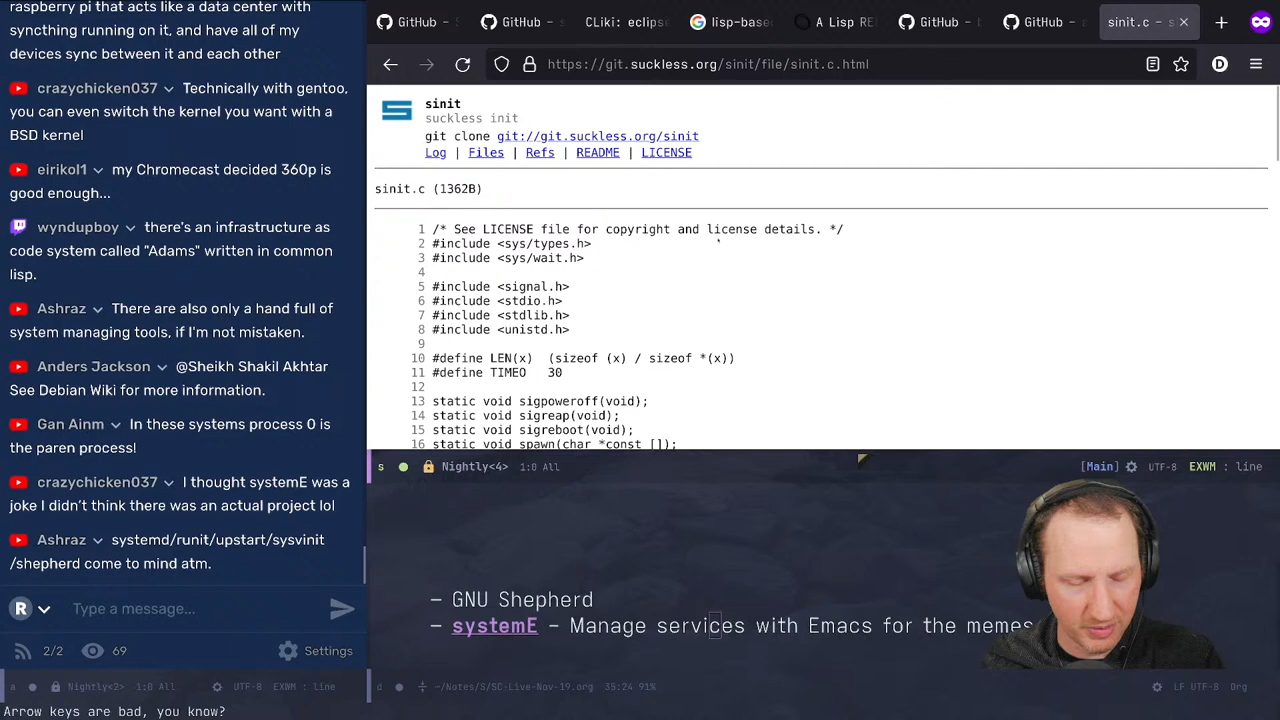 raspberry pi that acts like a data center with
syncthing running on it, and have all of my
devices sync between it and each other
crazychicken037 Technically with gentoo,
you can even switch the kernel you want with a
BSD kernel
eirikol1 my Chromecast decided 360p is
good enough...
wyndupboy there's an infrastructure as
code system called "Adams" written in common
lisp.
Ashraz There are also only a hand full of
system managing tools, if I'm not mistaken.
Anders Jackson @Sheikh Shakil Akhtar
See Debian Wiki for more information.
Gan Ainm In these systems process 0 is
the paren process!
crazychicken037 I thought systemE was a
joke I didn't think there was an actual project lol
Ashraz systemd/runit/upstart/sysvinit
/shepherd come to mind atm.
R Type a message...
2/2 69 Settings
a Nightly<2> 1:0 All UTF-8 EXWM : line
Arrow keys are bad, you know?
GitHub - GitHub - s CLiki: eclips lisp-base A Lisp RE GitHub - GitHub - a sinit.c - s
https://git.suckless.org/sinit/file/sinit.c.html D
sinit
suckless init
git clone git://git.suckless.org/sinit
Log | Files | Refs | README | LICENSE
sinit.c (1362B)
1 /* See LICENSE file for copyright and license details. */
2 #include <sys/types.h>
3 #include <sys/wait.h>
4
5 #include <signal.h>
6 #include <stdio.h>
7 #include <stdlib.h>
8 #include <unistd.h>
9
10 #define LEN(x) (sizeof (x) / sizeof *(x))
11 #define TIMEO 30
12
13 static void sigpoweroff(void);
14 static void sigreap(void);
15 static void sigreboot(void);
16 static void spawn(char *const []);
s Nightly<4> 1:0 All [Main] UTF-8 EXWM : line
– GNU Shepherd
– systemE – Manage services with Emacs for the memes
d ~/Notes/S/SC-Live-Nov-19.org 35:24 91% LF UTF-8 Org